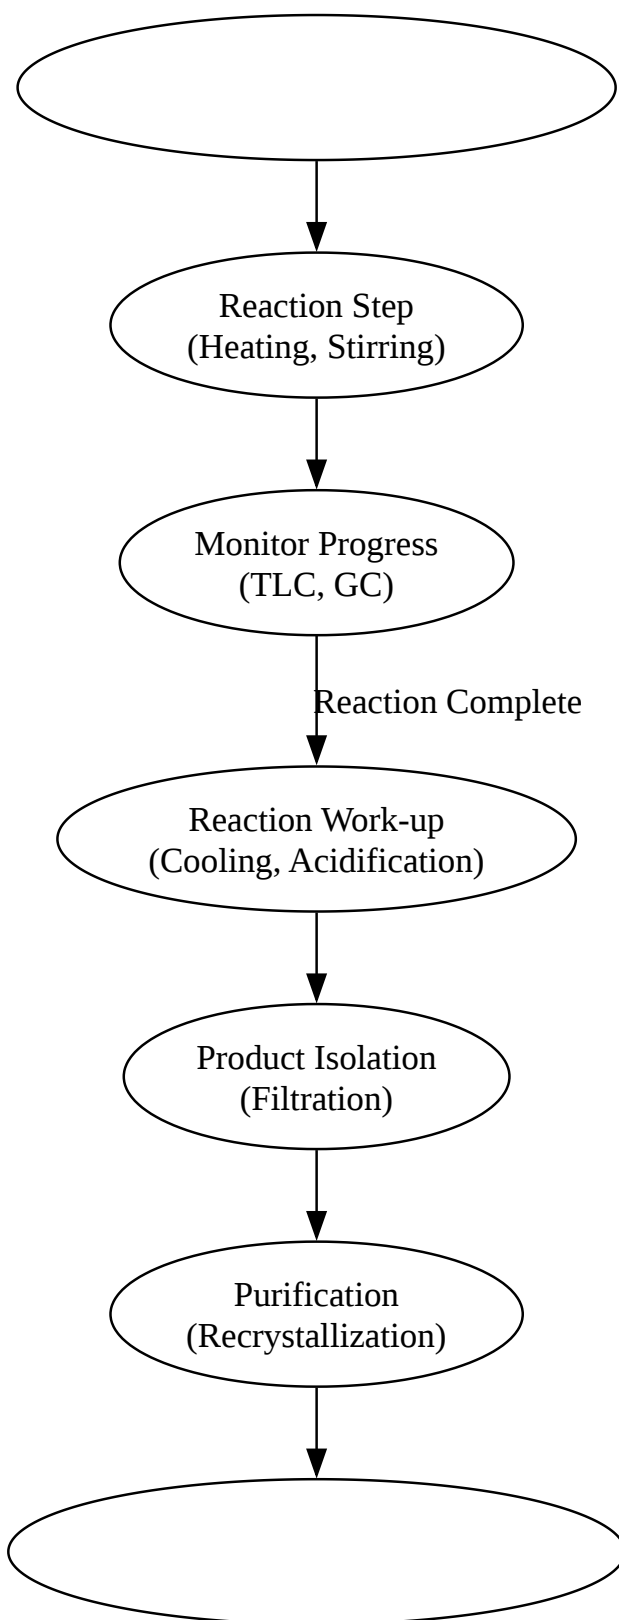 Reaction Step
(Heating, Stirring)
Monitor Progress
(TLC, GC)
Reaction Complete
Reaction Work-up
(Cooling, Acidification)
Product Isolation
(Filtration)
Purification
(Recrystallization)